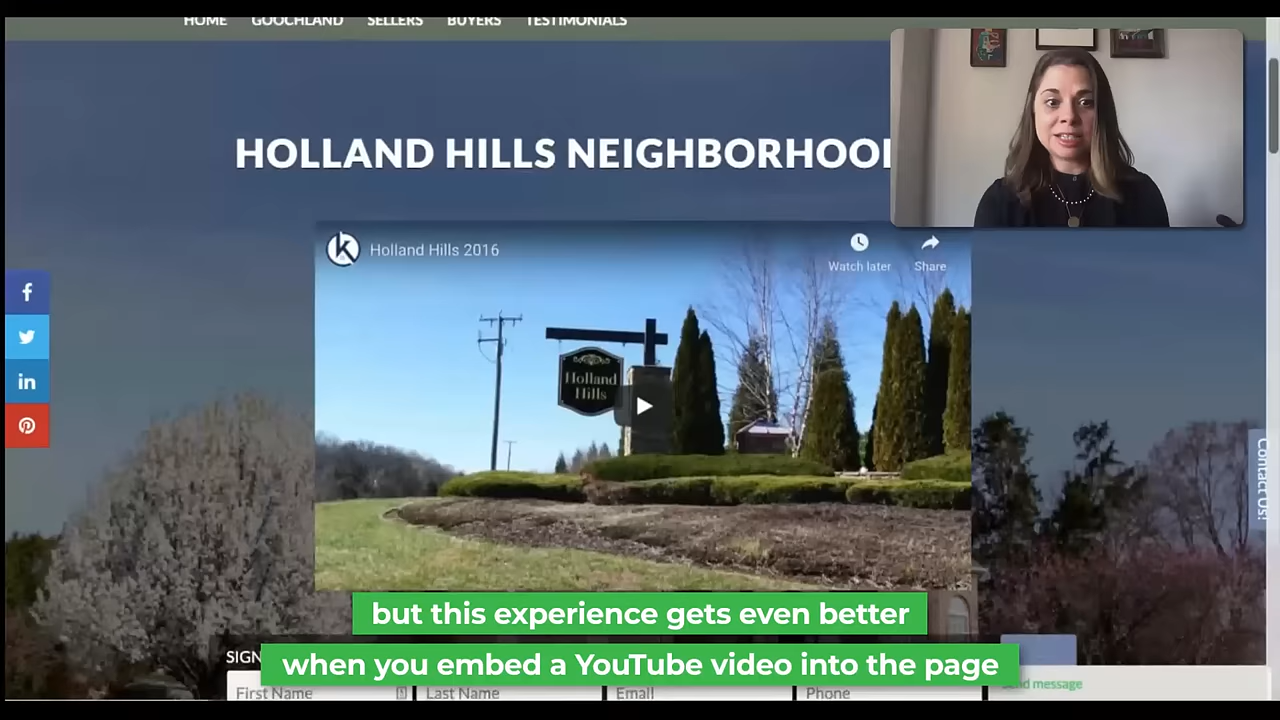 HOME GOOCHLAND SELLERS BUYERS TESTIMONIALS
HOLLAND HILLS NEIGHBORHOO
Holland Hills 2016
Watch later
Share
Holland
Hills
Contact Us!
but this experience gets even better
when you embed a YouTube video into the page
SIGN
First Name
Last Name
Email
Phone
message